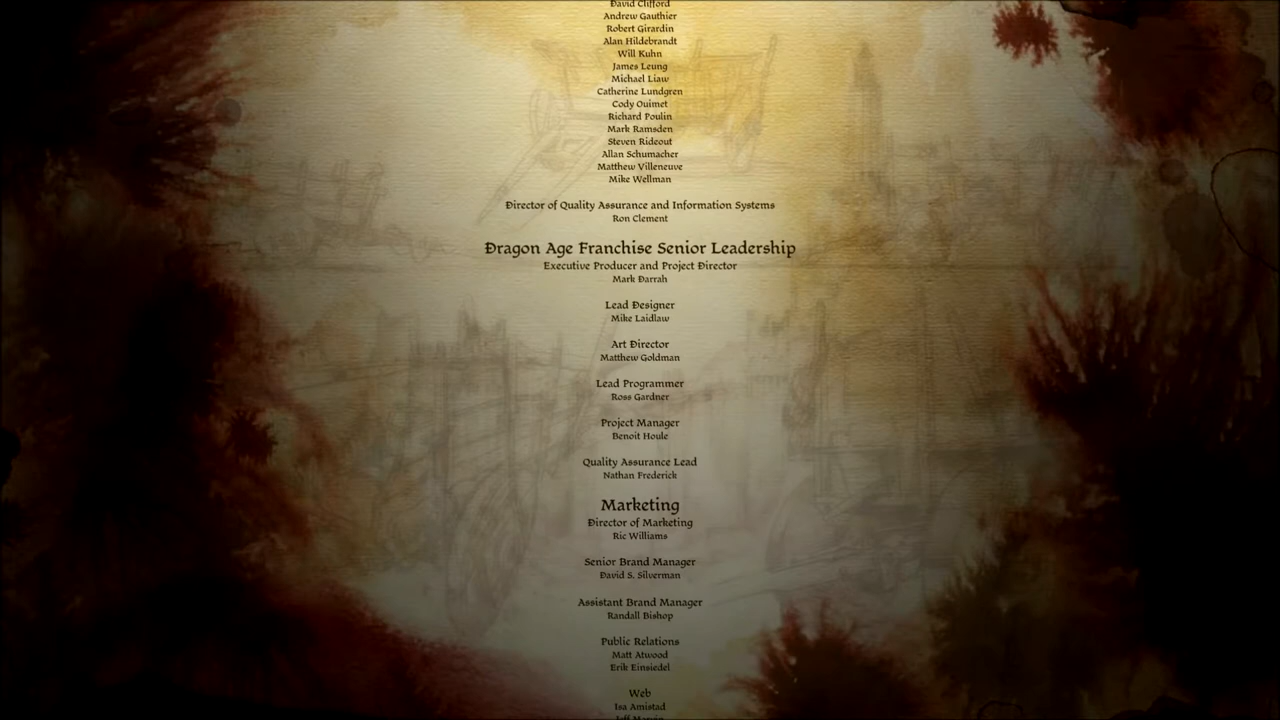 David Clifford
Andrew Gauthier
Robert Girardin
Alan Hildebrandt
Will Kuhn
James Leung
Michael Liaw
Catherine Lundgren
Cody Ouimet
Richard Poulin
Mark Ramsden
Steven Rideout
Allan Schumacher
Matthew Villeneuve
Mike Wellman
Director of Quality Assurance and Information Systems
Ron Clement
Dragon Age Franchise Senior Leadership
Executive Producer and Project Director
Mark Darrah
Lead Designer
Mike Laidlaw
Art Director
Matthew Goldman
Lead Programmer
Ross Gardner
Project Manager
Benoit Houle
Quality Assurance Lead
Nathan Frederick
Marketing
Director of Marketing
Ric Williams
Senior Brand Manager
David S. Silverman
Assistant Brand Manager
Randall Bishop
Public Relations
Matt Atwood
Erik Einsiedel
Web
Isa Amistad